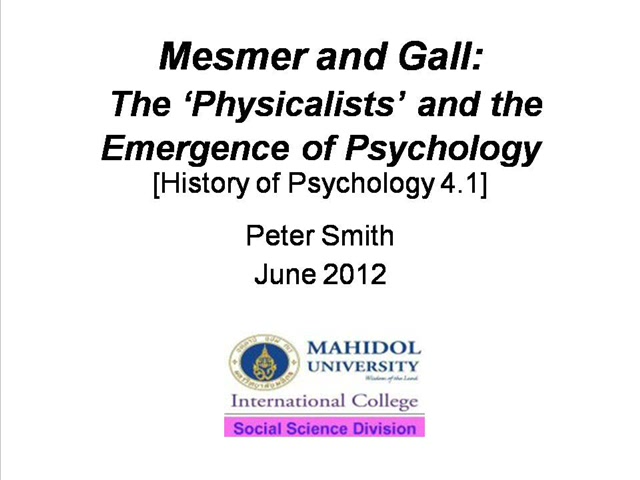 Mesmer and Gall:
The ‘Physicalists’ and the
Emergence of Psychology
[History of Psychology 4.1]
Peter Smith
June 2012
MAHIDOL
UNIVERSITY
Wisdom of the Land
International College
Social Science Division